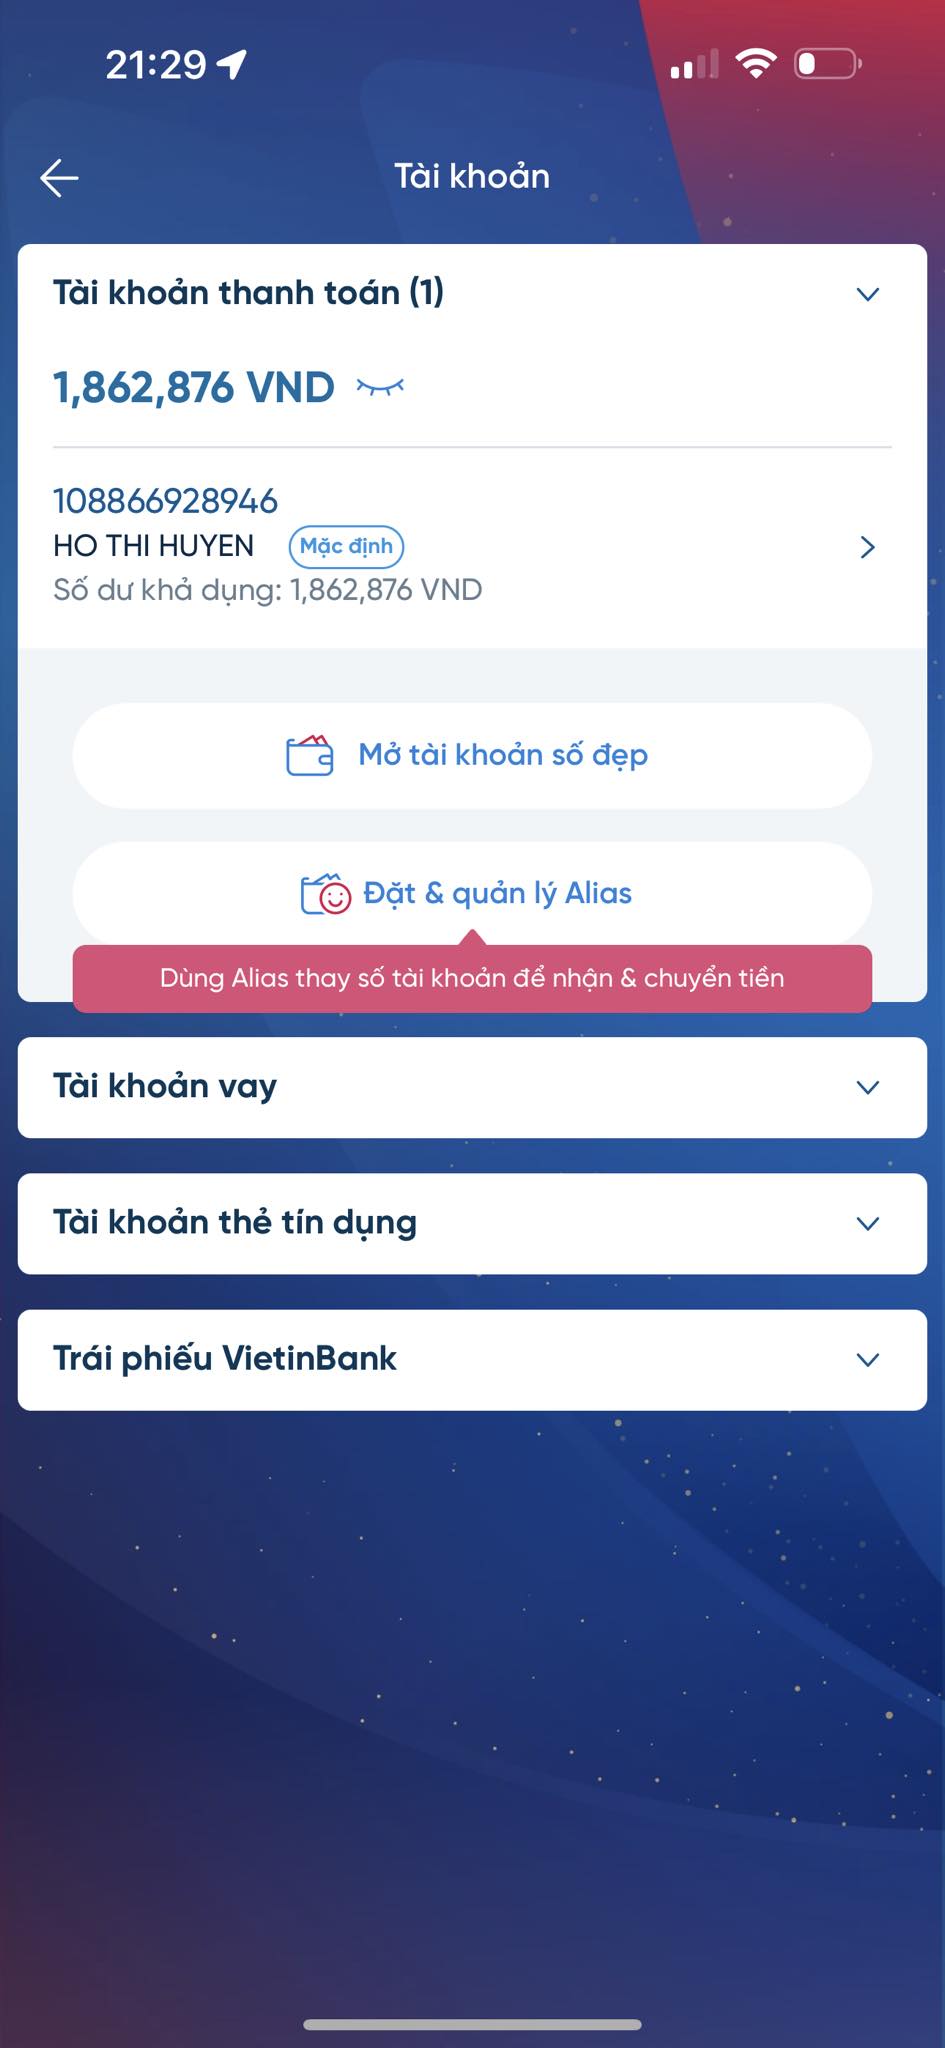 21:29
Tài khoản
Tài khoản thanh toán (1)
1,862,876 VND
108866928946
HO THI HUYEN Mặc định
Số dư khả dụng: 1,862,876 VND
Mở tài khoản số đẹp
Đặt & quản lý Alias
Dùng Alias thay số tài khoản để nhận & chuyển tiền
Tài khoản vay
Tài khoản thẻ tín dụng
Trái phiếu VietinBank